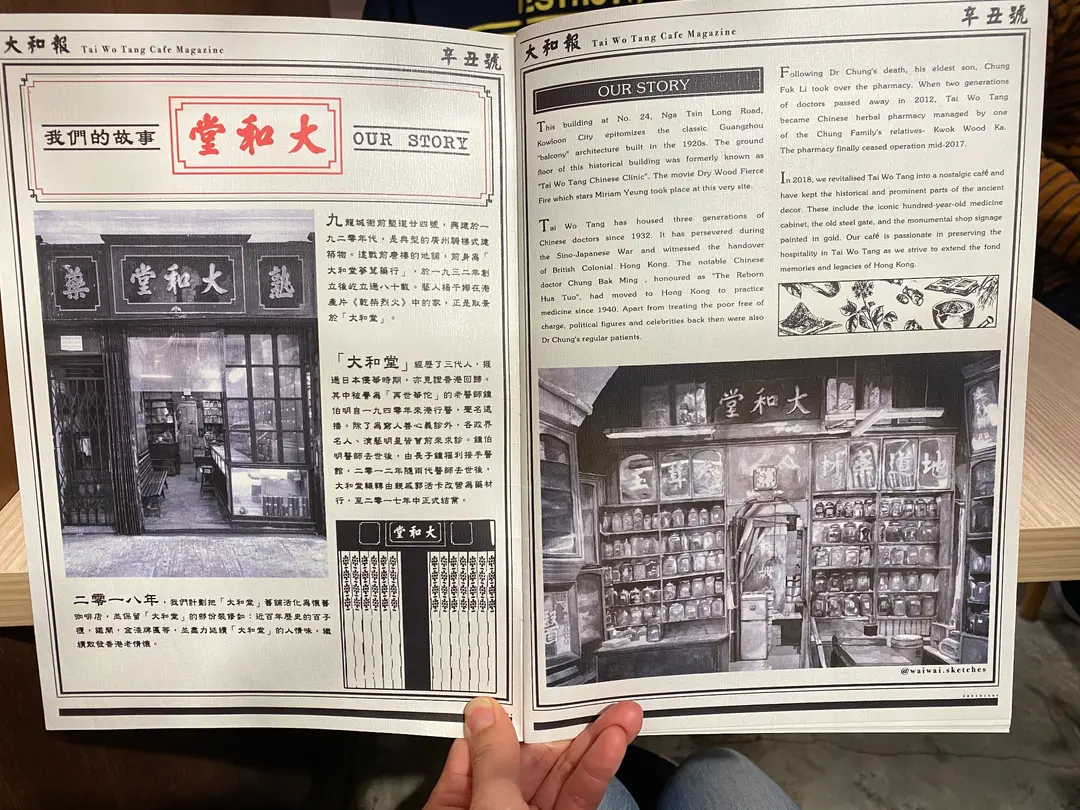 大和報 Tai Wo Tang Cafe Magazine
辛丑號
我們的故事
堂和大
OUR STORY
藥
堂和大
熟
九龍城衙前塱道廿四號，興建於一
九二零年代，是典型的廣州騎樓式建
築物。這戰前唐樓的地舖，前身為「
大和堂蔘茸藥行」，於一九三二年創
立後屹立過八十載。藝人楊千嬅在港
產片《乾柴烈火》中的家，正是取景
於「大和堂」。
「大和堂」經歷了三代人，撐
過日本侵華時期，亦見證香港回歸。
其中被譽為「再世華佗」的老醫師鍾
伯明自一九四零年來港行醫，聲名遠
播。除了為窮人善心義診外，各政界
名人、演藝明星皆曾前來求診。鍾伯
明醫師去世後，由長子鍾福利接手醫
館，二零一二年隨兩代醫師去世後，
大和堂輾轉由親戚郭活卡改營為藥材
行，至二零一七年中正式結業。
堂和大
二零一八年，我們計劃把「大和堂」舊舖活化為懷舊
咖啡店，並保留「大和堂」的部份裝修如：近百年歷史的百子
櫃，鐵閘，金漆牌匾等，並盡力延續「大和堂」的人情味，繼
續散發香港老情懷。
大和報 Tai Wo Tang Cafe Magazine
辛丑號
OUR STORY
This building at No. 24, Nga Tsin Long Road,
Kowloon City epitomizes the classic Guangzhou
"balcony" architecture built in the 1920s. The ground
floor of this historical building was formerly known as
"Tai Wo Tang Chinese Clinic". The movie Dry Wood Fierce
Fire which stars Miriam Yeung took place at this very site.
Tai Wo Tang has housed three generations of
Chinese doctors since 1932. It has persevered during
the Sino-Japanese War and witnessed the handover
of British Colonial Hong Kong. The notable Chinese
doctor Chung Bak Ming , honoured as "The Reborn
Hua Tuo", had moved to Hong Kong to practice
medicine since 1940. Apart from treating the poor free of
charge, political figures and celebrities back then were also
Dr Chung's regular patients.
Following Dr Chung's death, his eldest son, Chung
Fuk Li took over the pharmacy. When two generations
of doctors passed away in 2012, Tai Wo Tang
became Chinese herbal pharmacy managed by one
of the Chung Family's relatives- Kwok Wood Ka.
The pharmacy finally ceased operation mid-2017.
In 2018, we revitalised Tai Wo Tang into a nostalgic café and
have kept the historical and prominent parts of the ancient
decor. These include the iconic hundred-year-old medicine
cabinet, the old steel gate, and the monumental shop signage
painted in gold. Our café is passionate in preserving the
hospitality in Tai Wo Tang as we strive to extend the fond
memories and legacies of Hong Kong.
堂和大
材藥道地
@waiwai.sketches